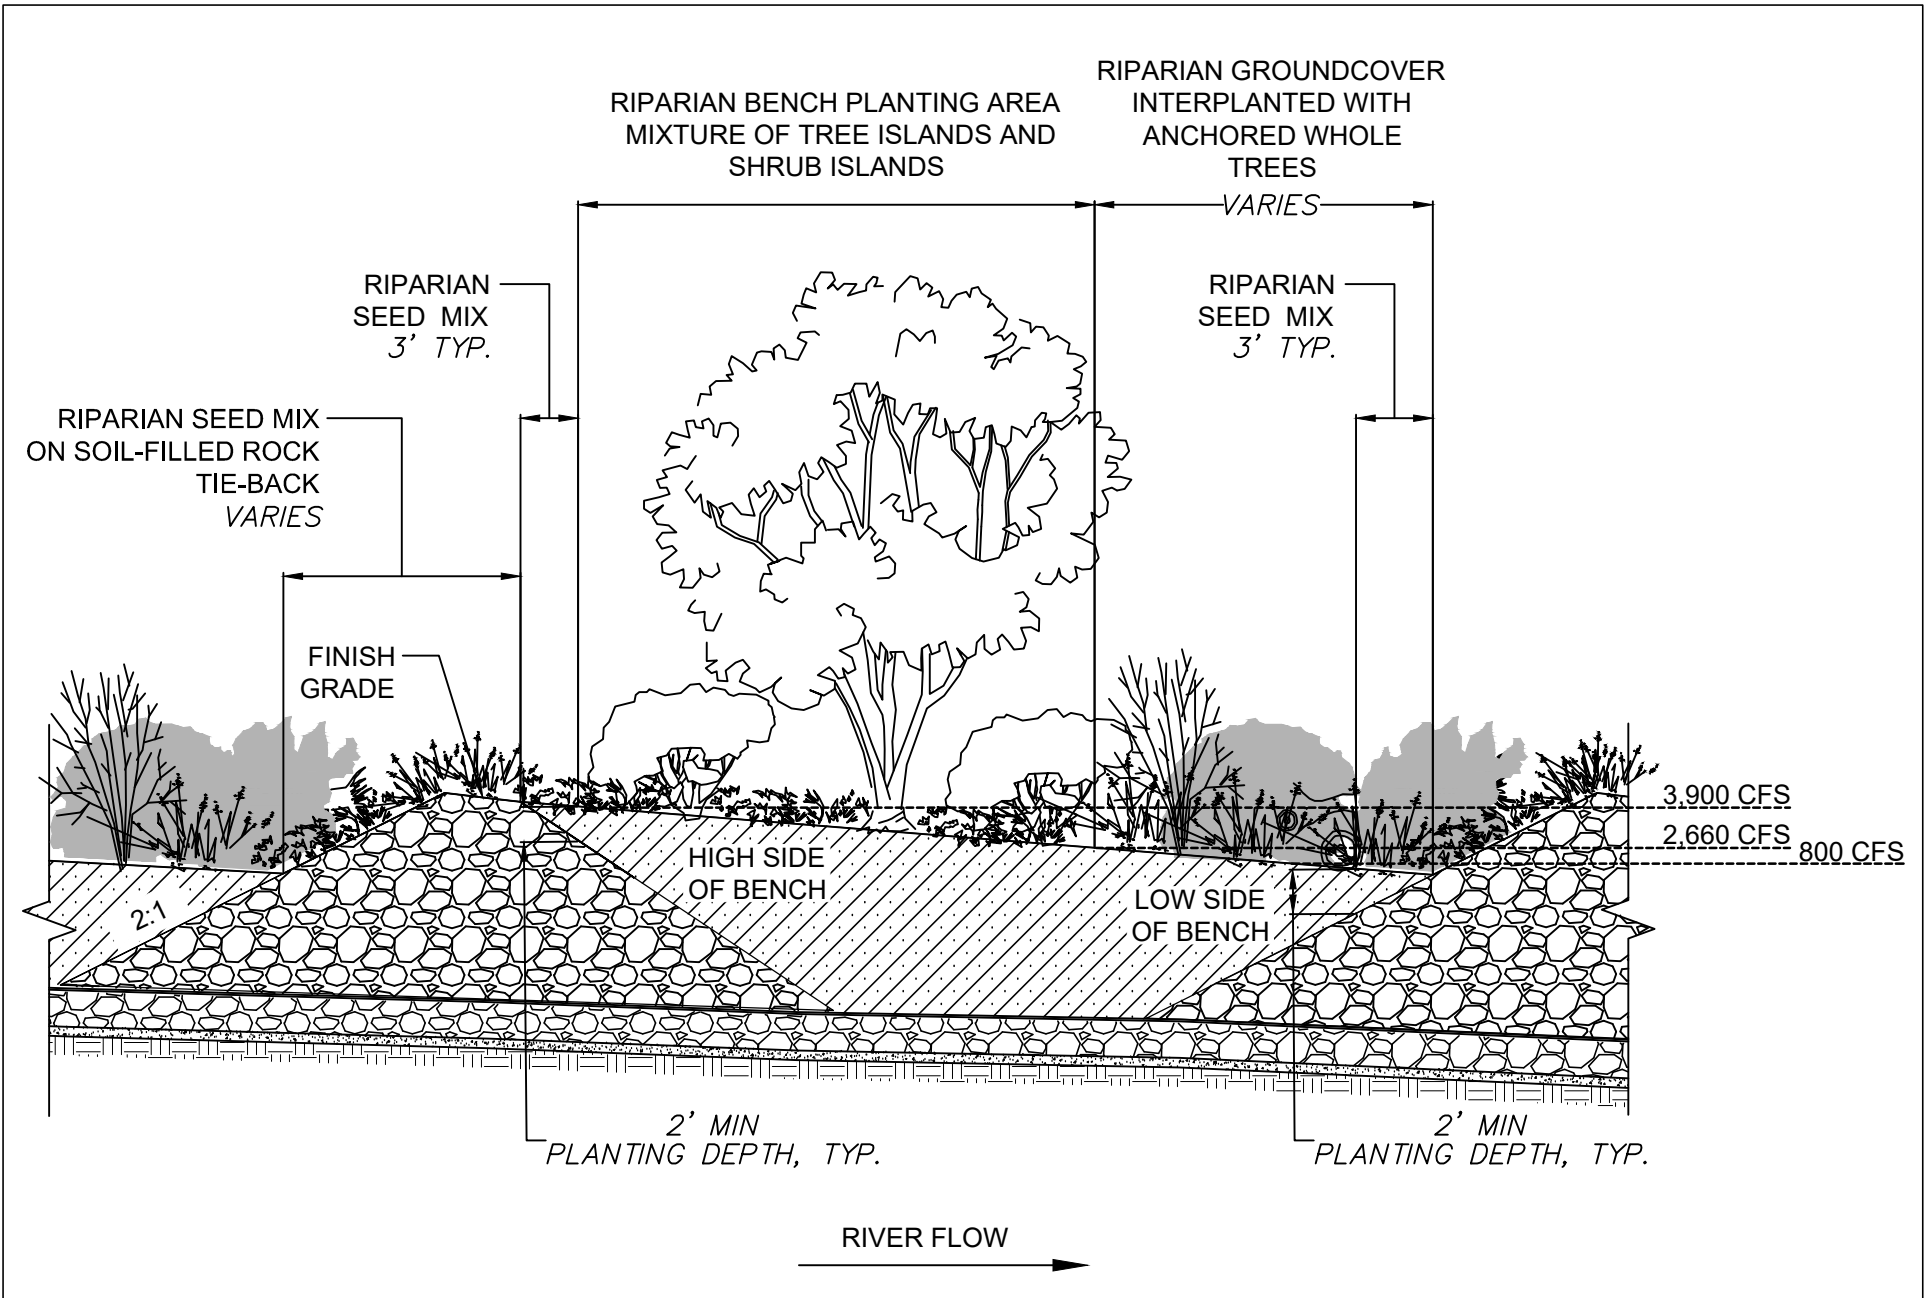 RIPARIAN BENCH PLANTING AREA
MIXTURE OF TREE ISLANDS AND
SHRUB ISLANDS
RIPARIAN GROUNDCOVER
INTERPLANTED WITH
ANCHORED WHOLE
TREES
VARIES
RIPARIAN
SEED MIX
3' TYP.
RIPARIAN
SEED MIX
3' TYP.
RIPARIAN SEED MIX
ON SOIL-FILLED ROCK
TIE-BACK
VARIES
FINISH
GRADE
3,900 CFS
2,660 CFS
800 CFS
HIGH SIDE
OF BENCH
LOW SIDE
OF BENCH
2:1
2' MIN
PLANTING DEPTH, TYP.
2' MIN
PLANTING DEPTH, TYP.
RIVER FLOW